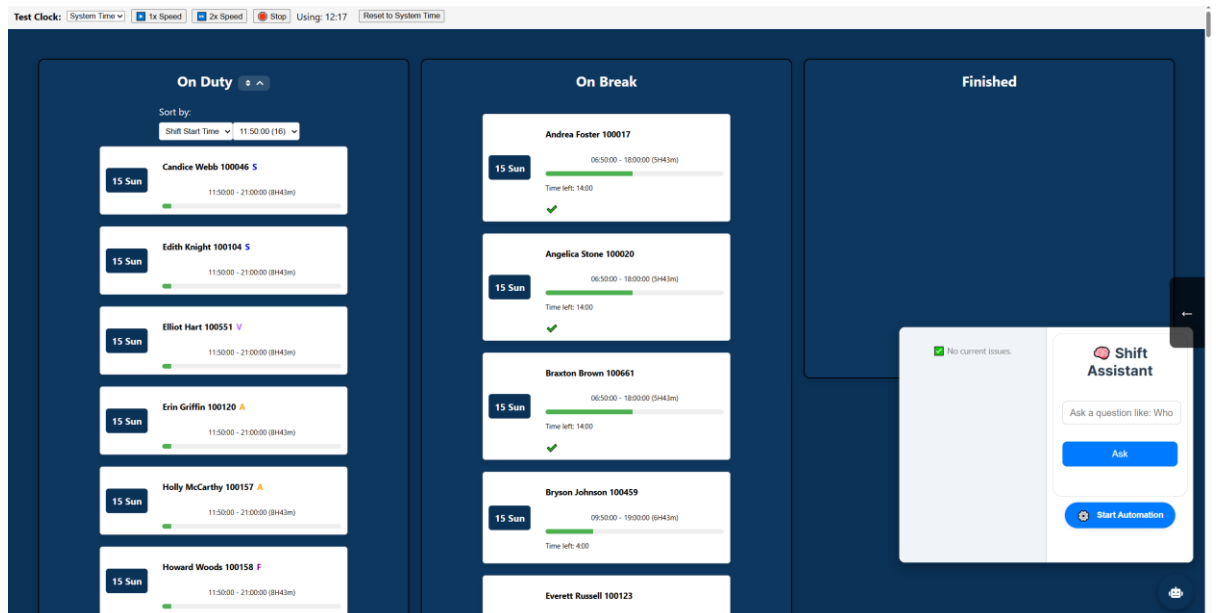 Test Clock: System Time 1x Speed 2x Speed Stop Using: 12:17 Reset to System Time
On Duty
Sort by:
Shift Start Time 11:50:00 (16)
15 Sun
Candice Webb 100046 S
11:50:00 - 21:00:00 (8H43m)
15 Sun
Edith Knight 100104 S
11:50:00 - 21:00:00 (8H43m)
15 Sun
Elliot Hart 100551 V
11:50:00 - 21:00:00 (8H43m)
15 Sun
Erin Griffin 100120 A
11:50:00 - 21:00:00 (8H43m)
15 Sun
Holly McCarthy 100157 A
11:50:00 - 21:00:00 (8H43m)
15 Sun
Howard Woods 100158 F
11:50:00 - 21:00:00 (8H43m)
On Break
15 Sun
Andrea Foster 100017
06:50:00 - 18:00:00 (5H43m)
Time left: 14:00
15 Sun
Angelica Stone 100020
06:50:00 - 18:00:00 (5H43m)
Time left: 14:00
15 Sun
Braxton Brown 100661
06:50:00 - 18:00:00 (5H43m)
Time left: 14:00
15 Sun
Bryson Johnson 100459
09:50:00 - 19:00:00 (6H43m)
Time left: 4:00
Everett Russell 100123
Finished
No current issues.
Shift
Assistant
Ask a question like: Who
Ask
Start Automation